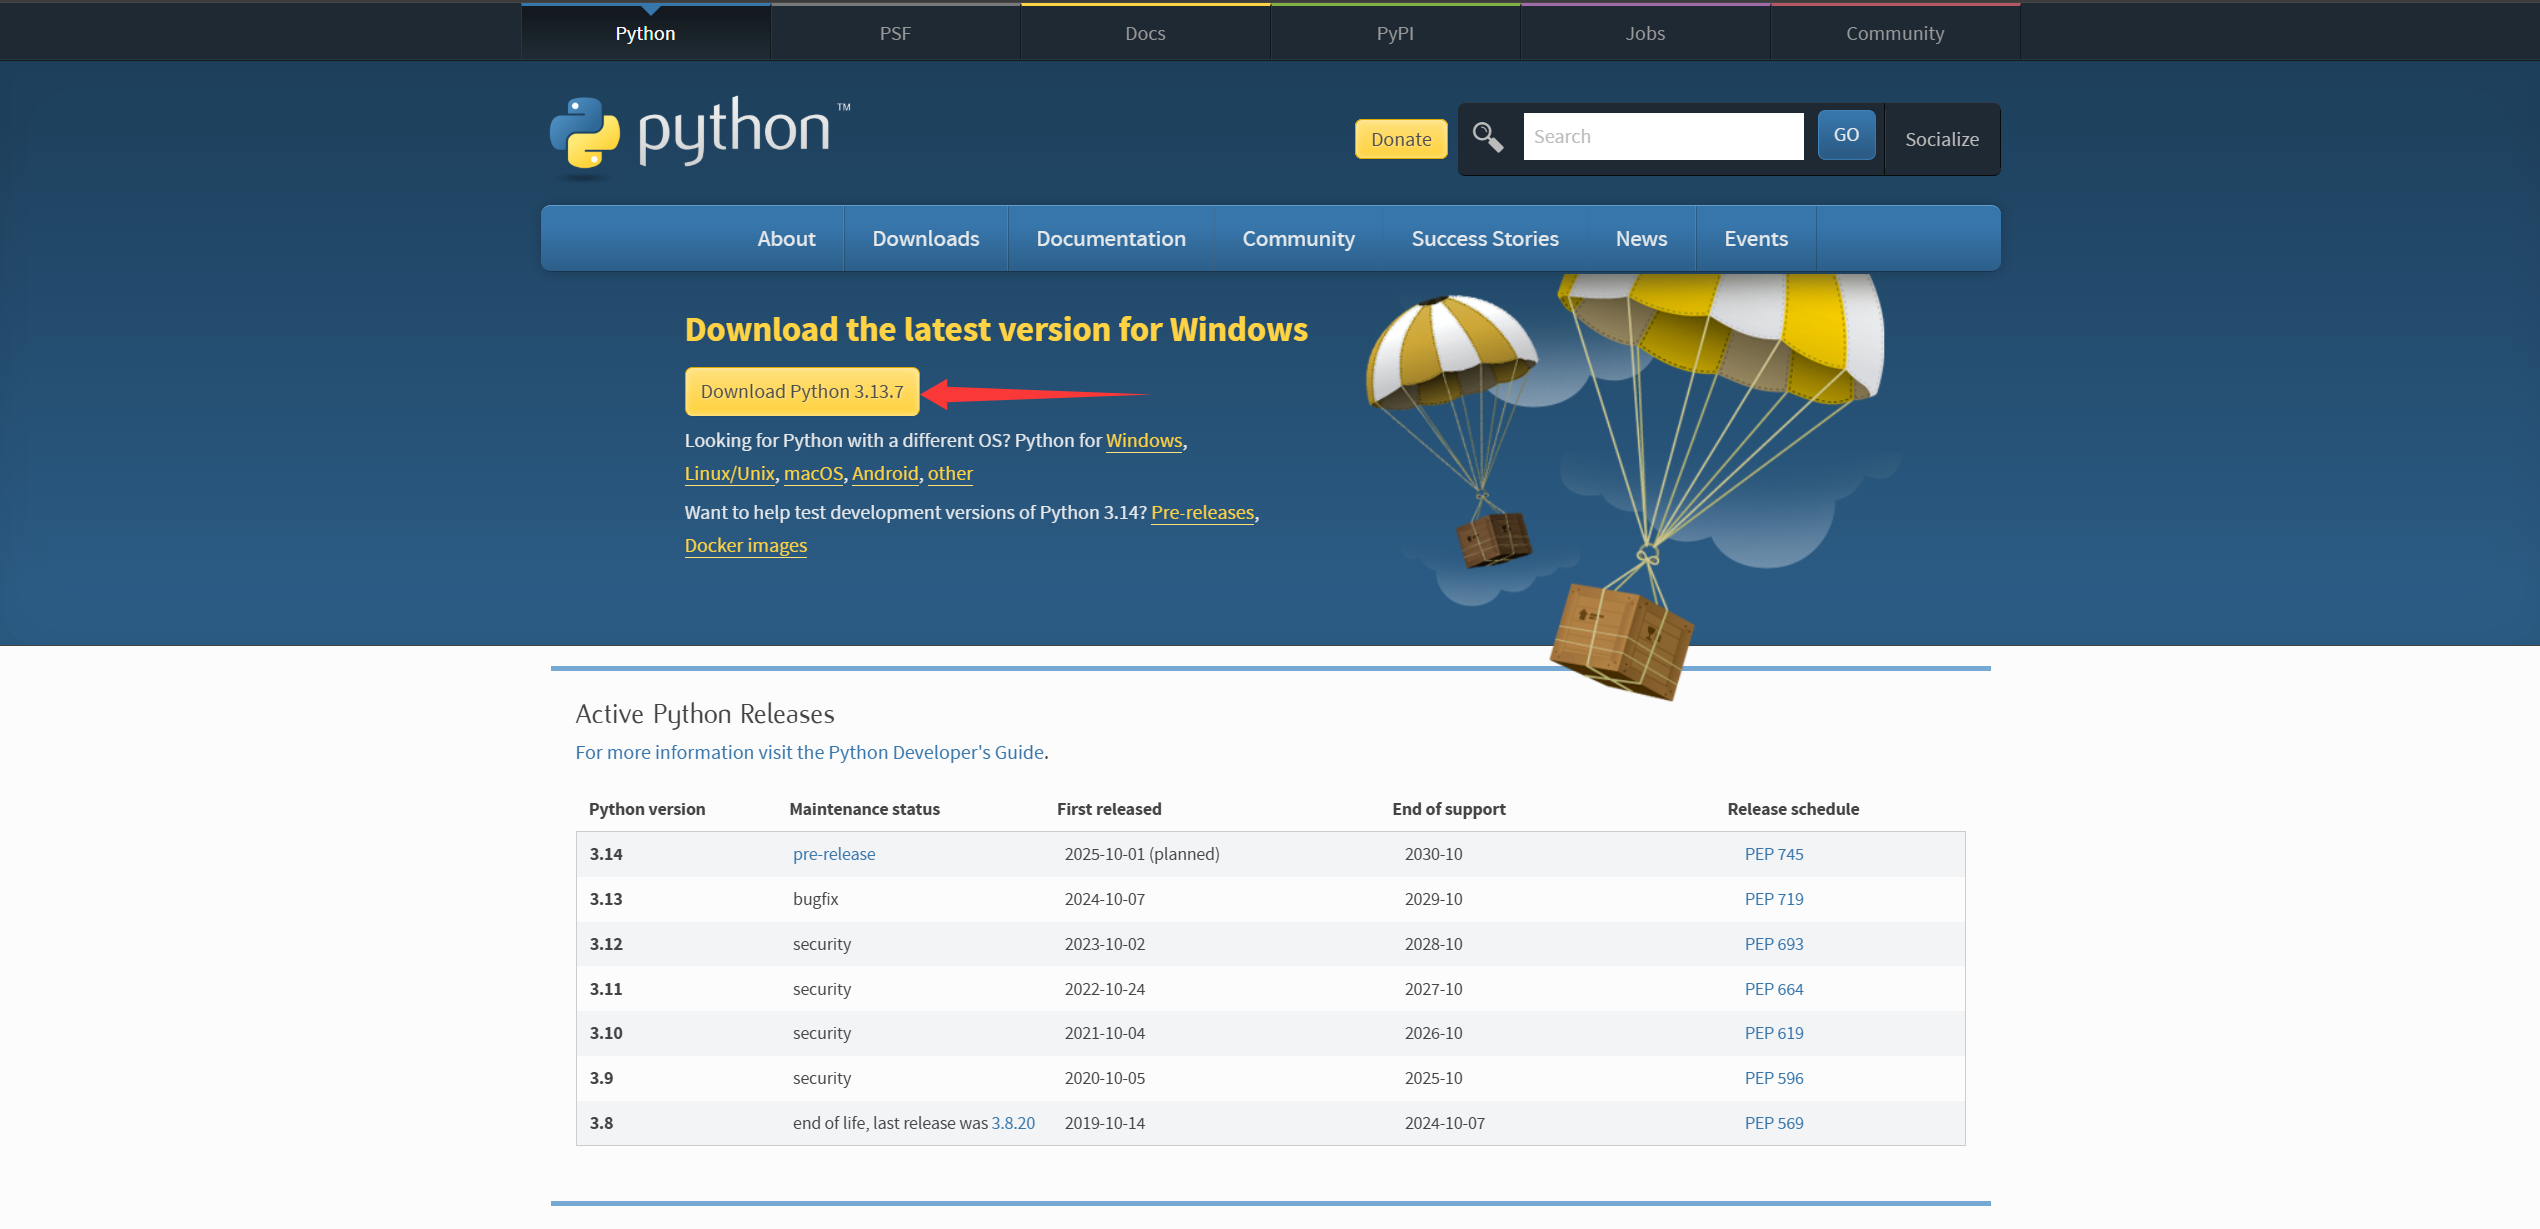 Python PSF Docs PyPI Jobs Community
python™
Donate Search GO Socialize
About Downloads Documentation Community Success Stories News Events
Download the latest version for Windows
Download Python 3.13.7
Looking for Python with a different OS? Python for Windows,
Linux/Unix, macOS, Android, other
Want to help test development versions of Python 3.14? Pre-releases,
Docker images
Active Python Releases
For more information visit the Python Developer's Guide.
Python version Maintenance status First released End of support Release schedule
3.14 pre-release 2025-10-01 (planned) 2030-10 PEP 745
3.13 bugfix 2024-10-07 2029-10 PEP 719
3.12 security 2023-10-02 2028-10 PEP 693
3.11 security 2022-10-24 2027-10 PEP 664
3.10 security 2021-10-04 2026-10 PEP 619
3.9 security 2020-10-05 2025-10 PEP 596
3.8 end of life, last release was 3.8.20 2019-10-14 2024-10-07 PEP 569